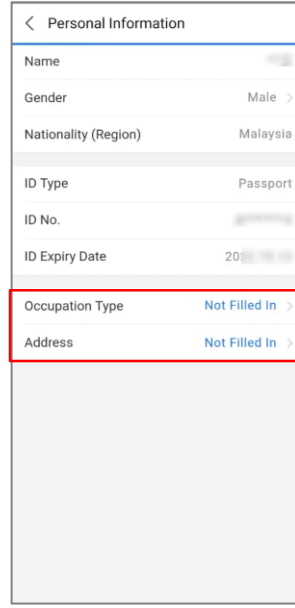 Personal Information
Name
Gender Male
Nationality (Region) Malaysia
ID Type Passport
ID No.
ID Expiry Date 20
Occupation Type Not Filled In
Address Not Filled In